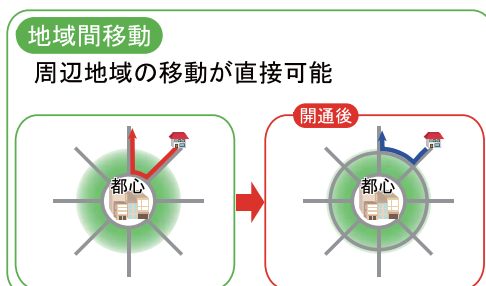 地域間移動
周辺地域の移動が直接可能
開通後
都心
都心